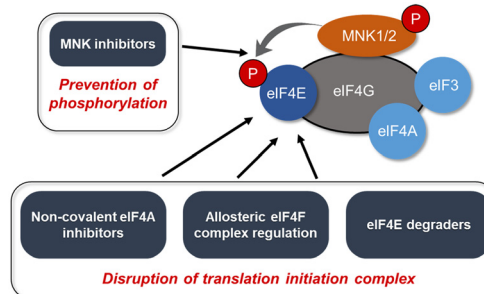 MNK inhibitors
Prevention of
phosphorylation
P
MNK1/2
P
eIF4E
eIF4G
eIF3
eIF4A
Non-covalent eIF4A
inhibitors
Allosteric eIF4F
complex regulation
eIF4E degraders
Disruption of translation initiation complex